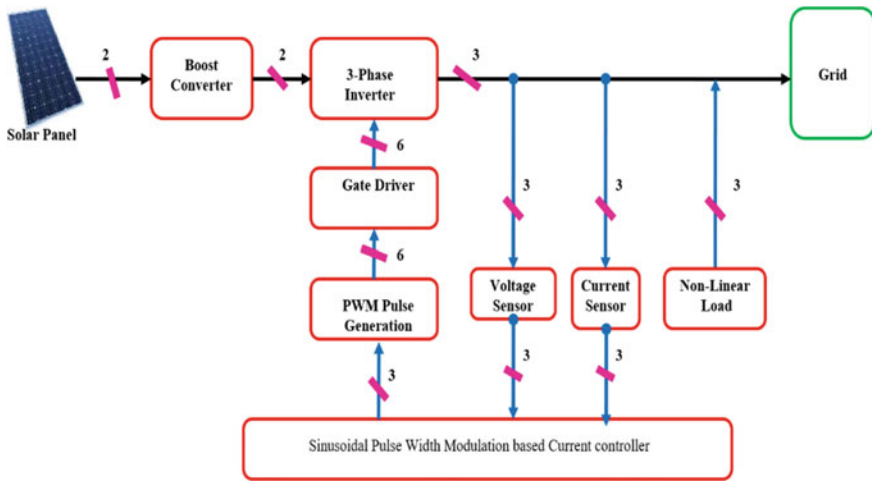 2
Boost
Converter
2
3-Phase
Inverter
3
Grid
Solar Panel
6
Gate Driver
3
3
3
6
Voltage
Sensor
Current
Sensor
Non-Linear
Load
PWM Pulse
Generation
3
3
3
Sinusoidal Pulse Width Modulation based Current controller